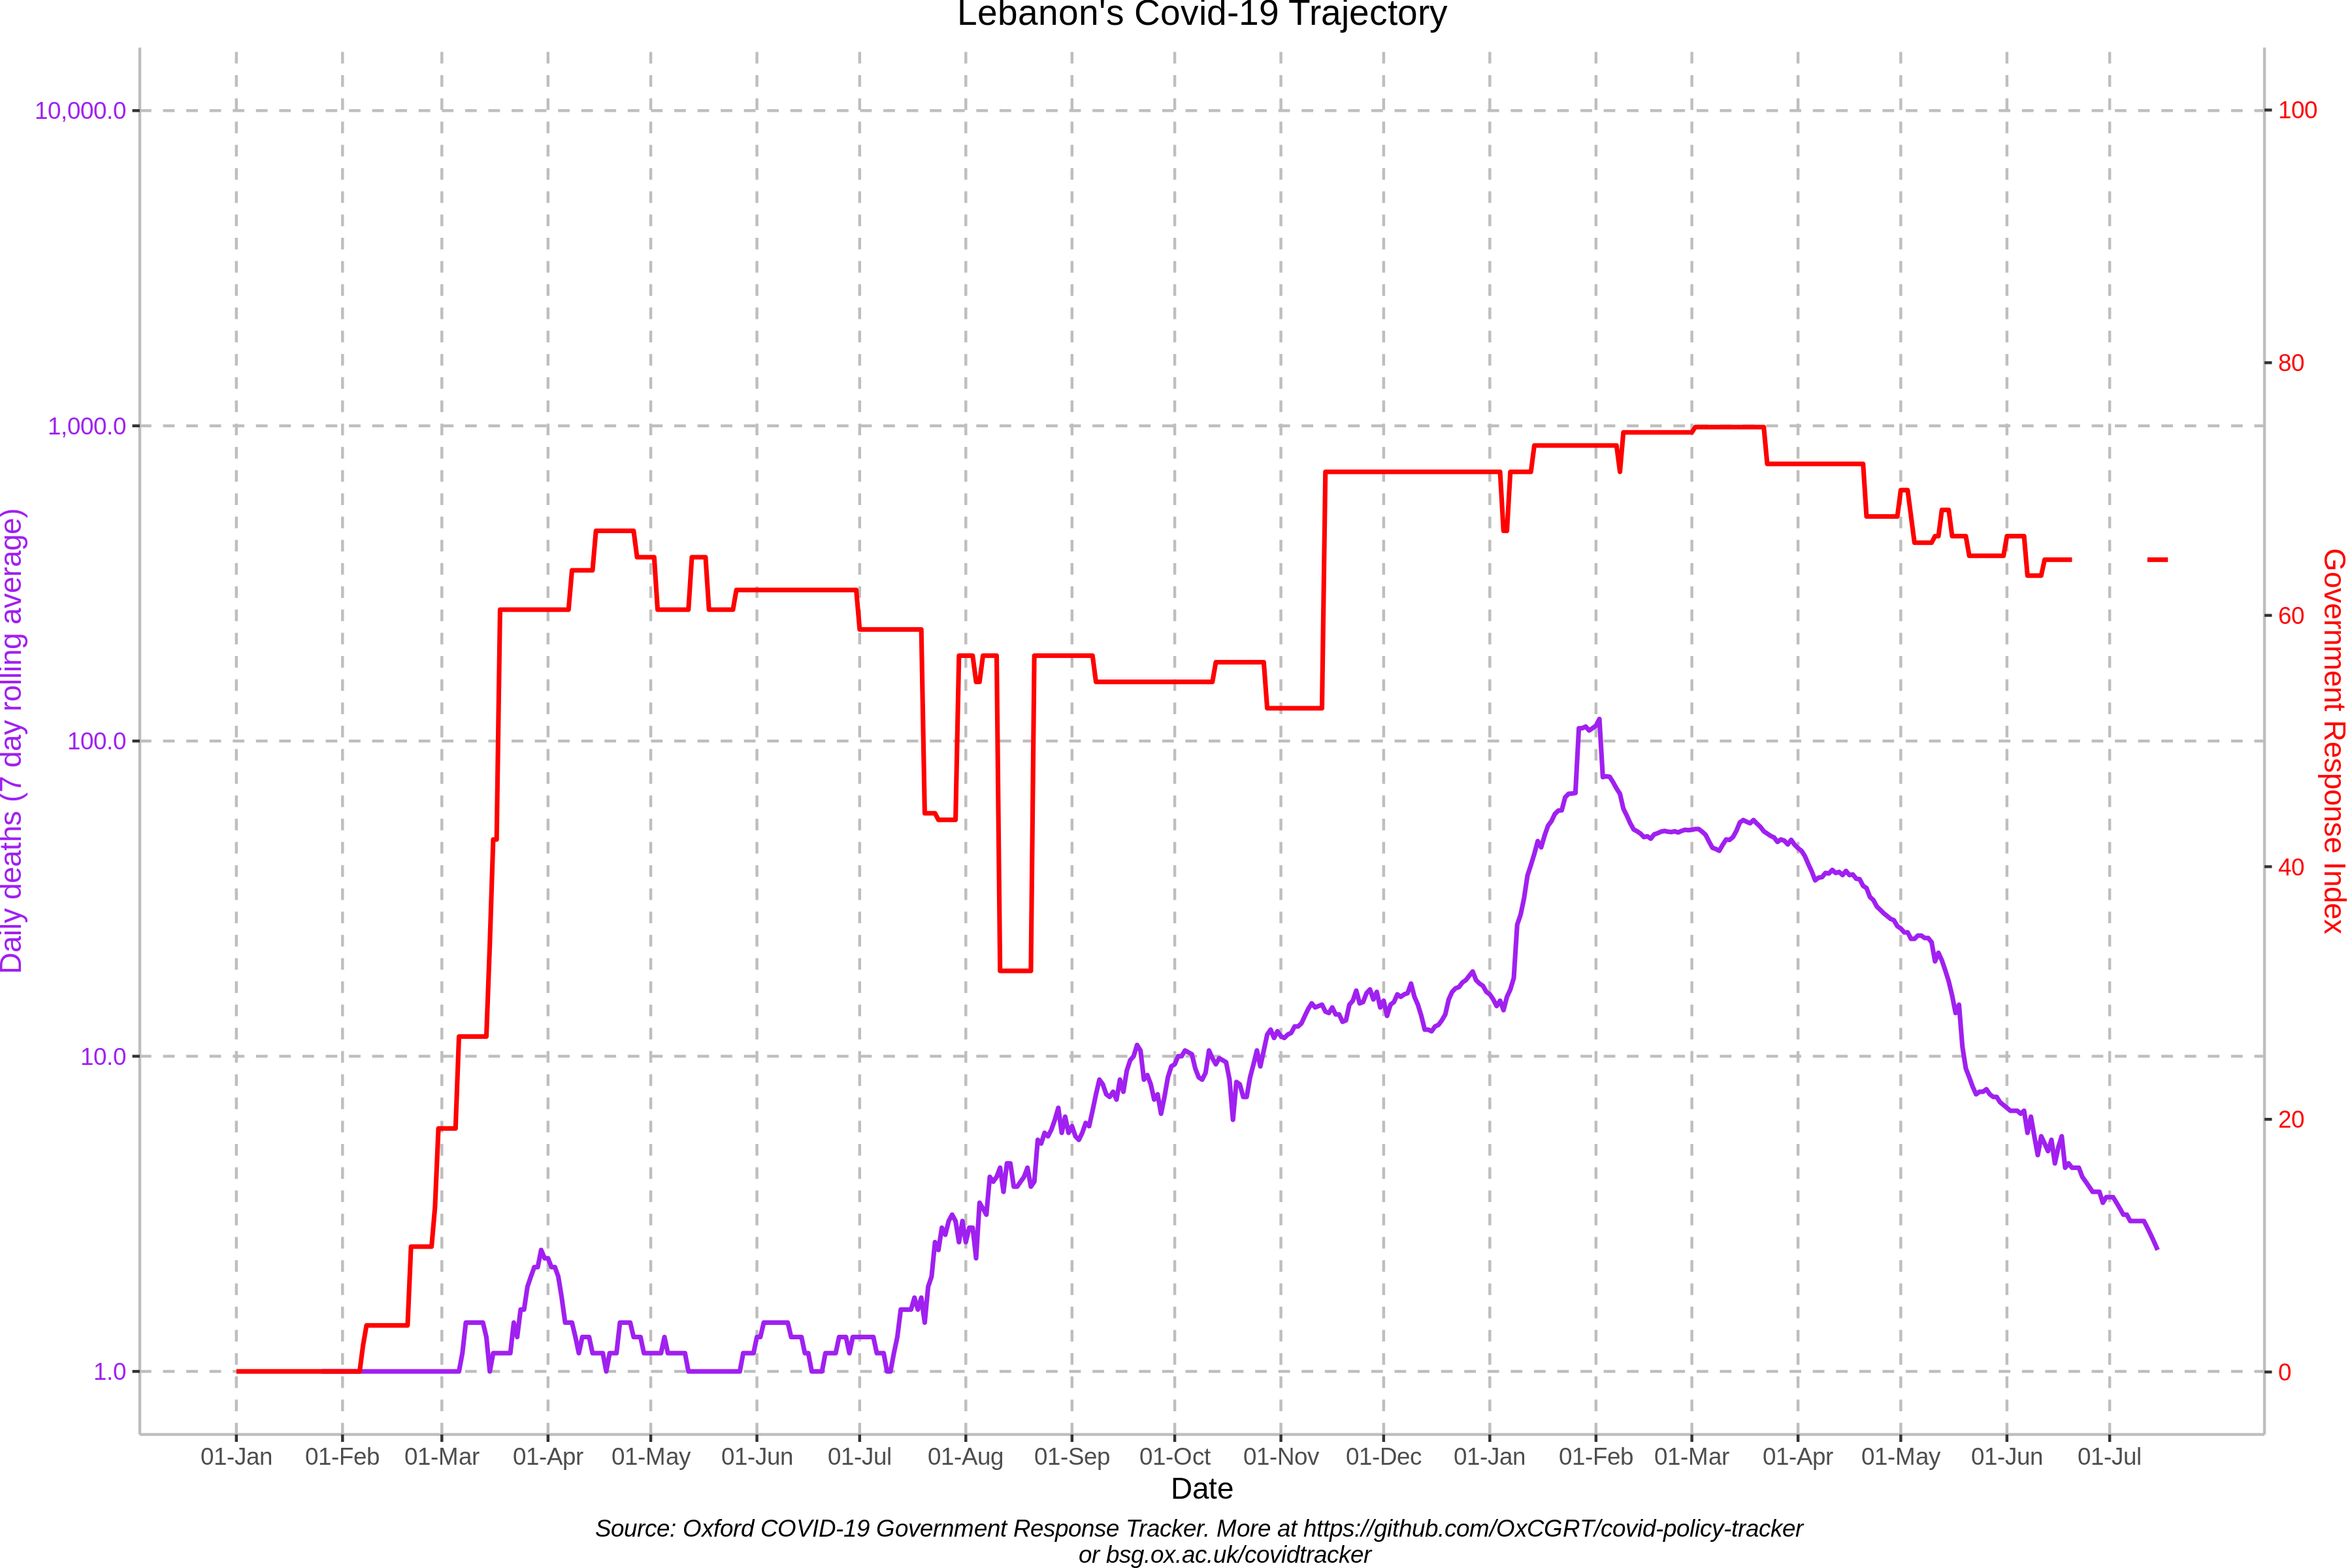 Lebanon's Covid-19 Trajectory
10,000.0
1,000.0
100.0
10.0
1.0
Daily deaths (7 day rolling average)
100
80
60
40
20
0
Government Response Index
01-Jan 01-Feb 01-Mar 01-Apr 01-May 01-Jun 01-Jul 01-Aug 01-Sep 01-Oct 01-Nov 01-Dec 01-Jan 01-Feb 01-Mar 01-Apr 01-May 01-Jun 01-Jul
Date
Source: Oxford COVID-19 Government Response Tracker. More at https://github.com/OxCGRT/covid-policy-tracker
or bsg.ox.ac.uk/covidtracker